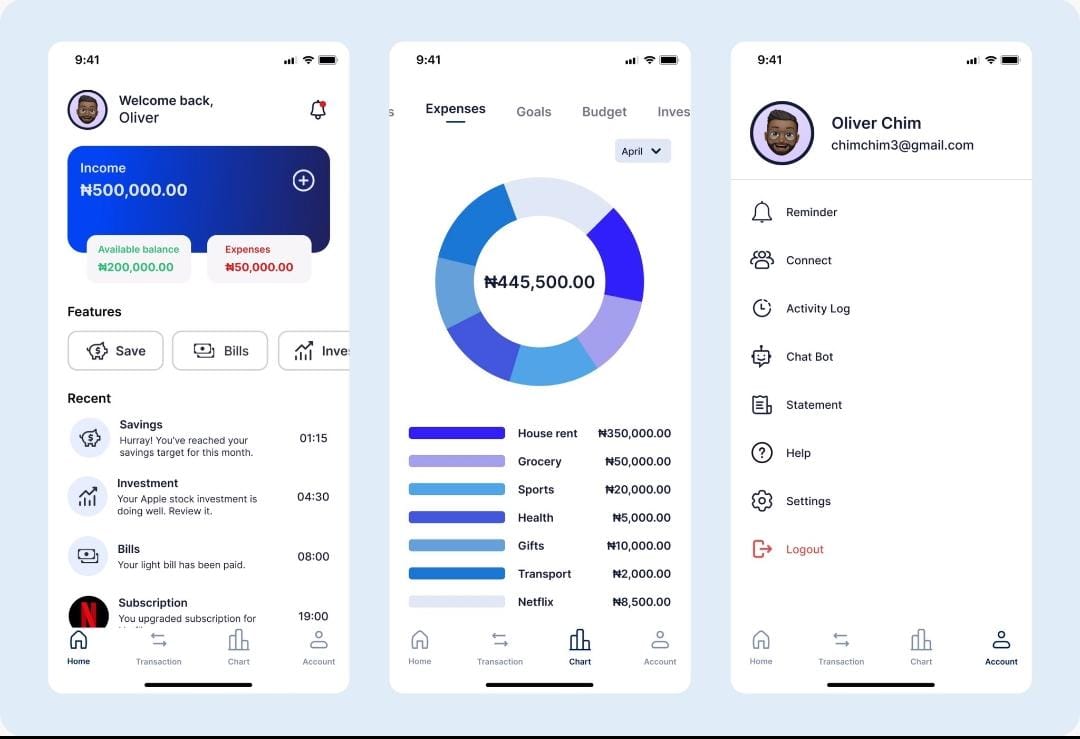 9:41
Welcome back,
Oliver
Income
₦500,000.00
Available balance
₦200,000.00
Expenses
₦50,000.00
Features
Save
Bills
Inve
Recent
Savings
Hurray! You've reached your
savings target for this month.
01:15
Investment
Your Apple stock investment is
doing well. Review it.
04:30
Bills
Your light bill has been paid.
08:00
N
Subscription
You upgraded subscription for
19:00
Home
Transaction
Chart
Account
9:41
s
Expenses
Goals
Budget
Inves
April
₦445,500.00
House rent ₦350,000.00
Grocery ₦50,000.00
Sports ₦20,000.00
Health ₦5,000.00
Gifts ₦10,000.00
Transport ₦2,000.00
Netflix ₦8,500.00
Home
Transaction
Chart
Account
9:41
Oliver Chim
chimchim3@gmail.com
Reminder
Connect
Activity Log
Chat Bot
Statement
Help
Settings
Logout
Home
Transaction
Chart
Account